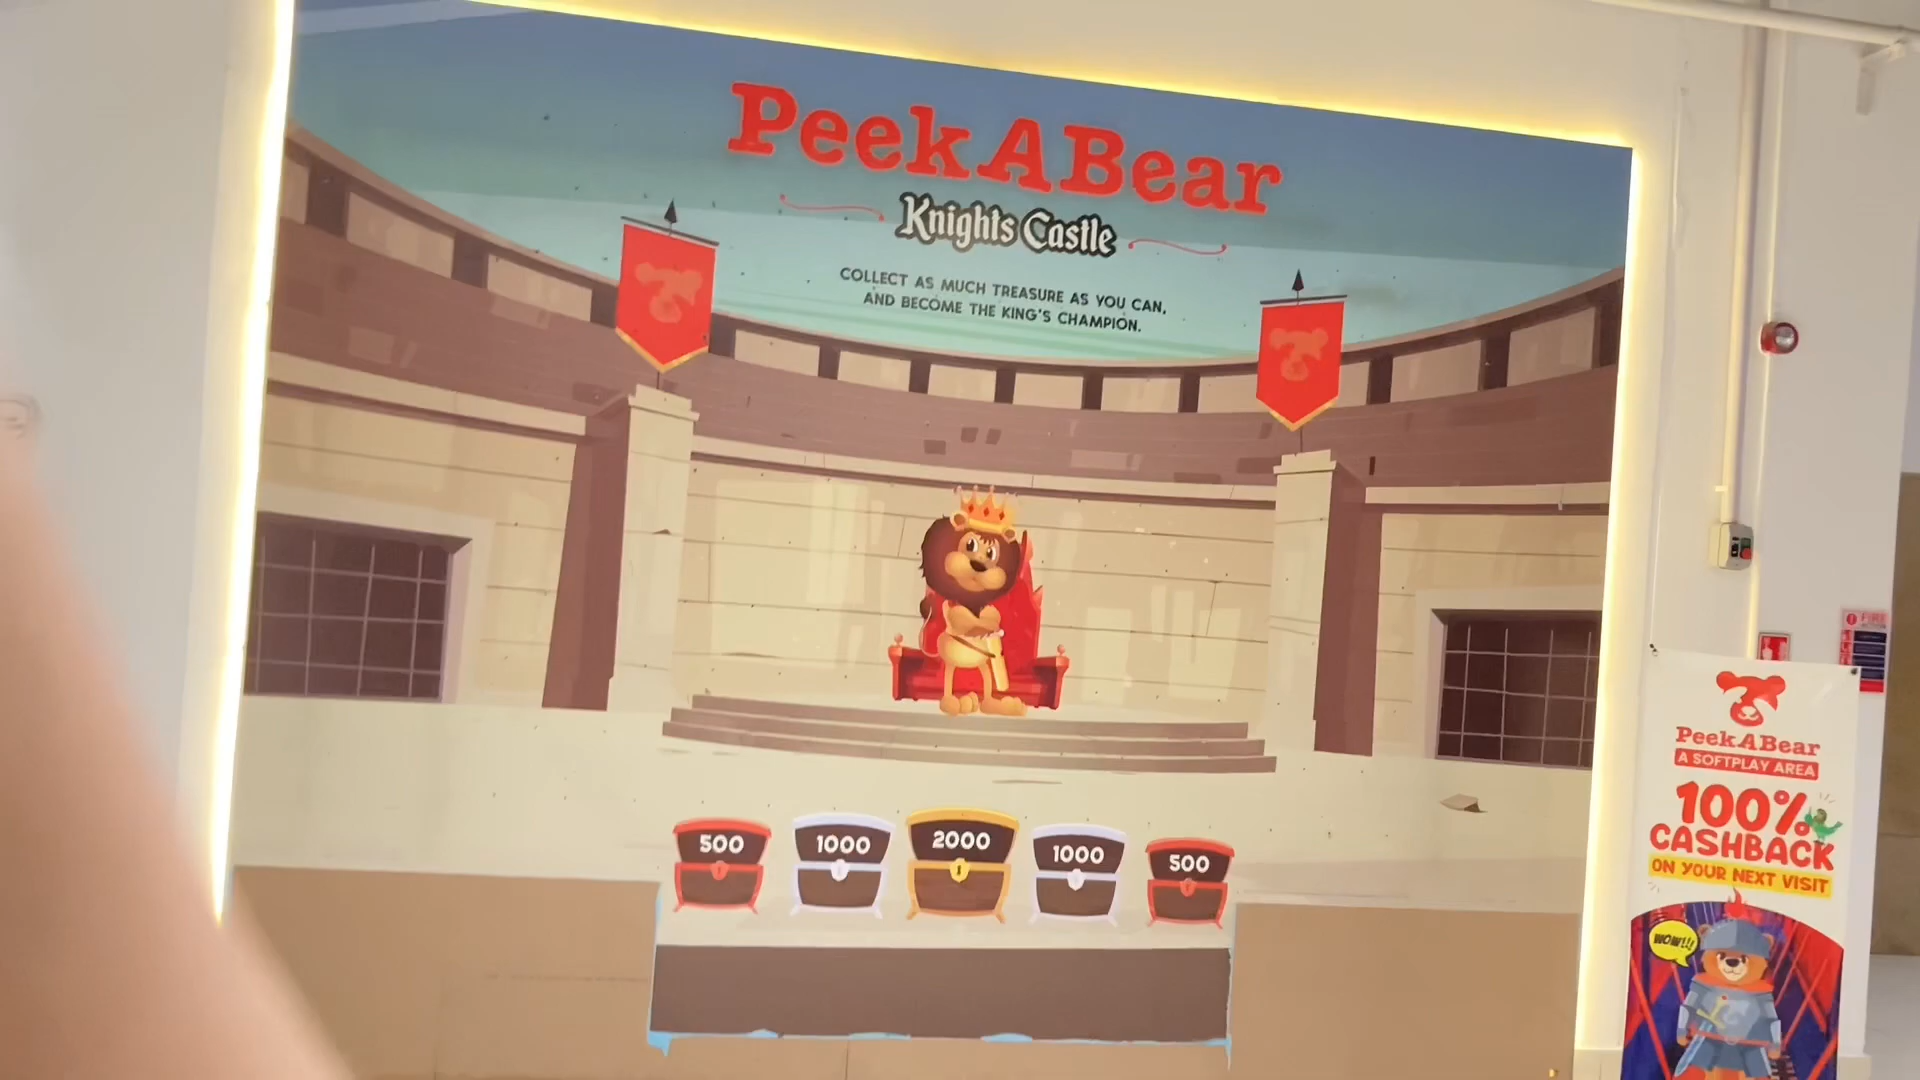 PeekABear
Knights Castle
COLLECT AS MUCH TREASURE AS YOU CAN,
AND BECOME THE KING'S CHAMPION.
500
1000
2000
1000
500
FIRE
PeekABear
A SOFTPLAY AREA
100%
CASHBACK
ON YOUR NEXT VISIT
WOW!!!